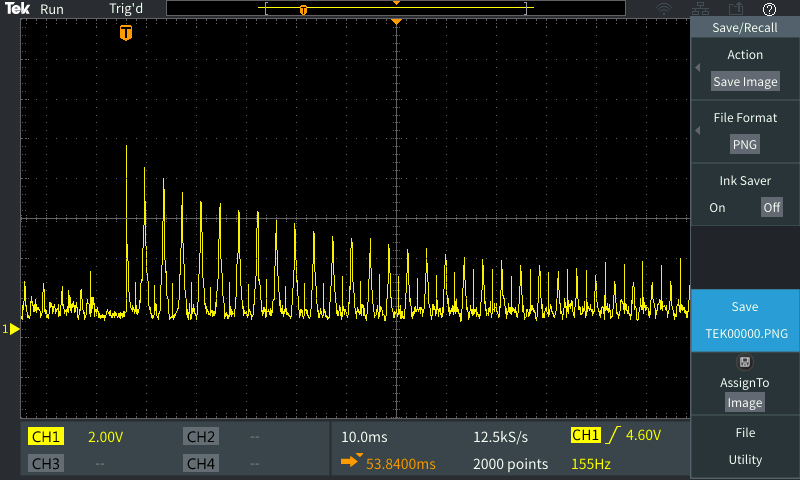 Tek Run Trig'd
T
?
Save/Recall
T
Action
Save Image
File Format
PNG
Ink Saver
On Off
Save
1
TEK00000.PNG
AssignTo
Image
CH1 2.00V CH2 -- 10.0ms 12.5kS/s CH1 4.60V
File
CH3 -- CH4 -- 53.8400ms 2000 points 155Hz
Utility